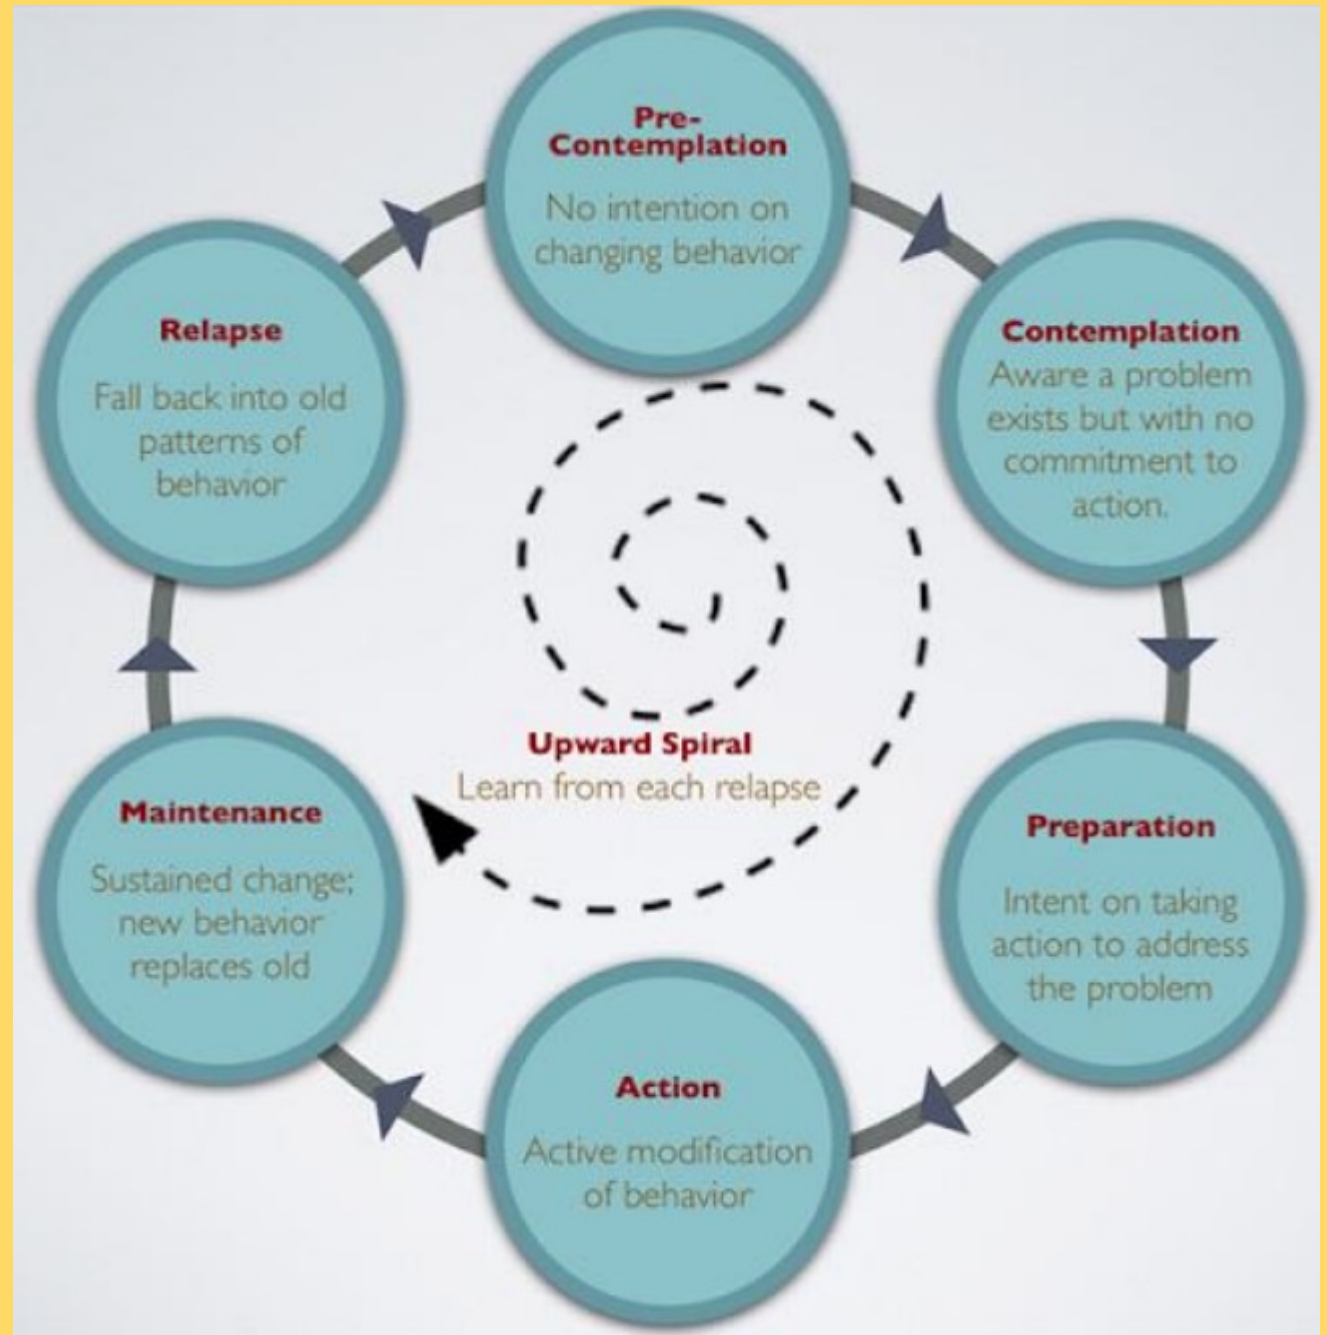 Pre-
Contemplation
No intention on
changing behavior
Contemplation
Aware a problem
exists but with no
commitment to
action.
Preparation
Intent on taking
action to address
the problem
Action
Active modification
of behavior
Maintenance
Sustained change;
new behavior
replaces old
Relapse
Fall back into old
patterns of
behavior
Upward Spiral
Learn from each relapse